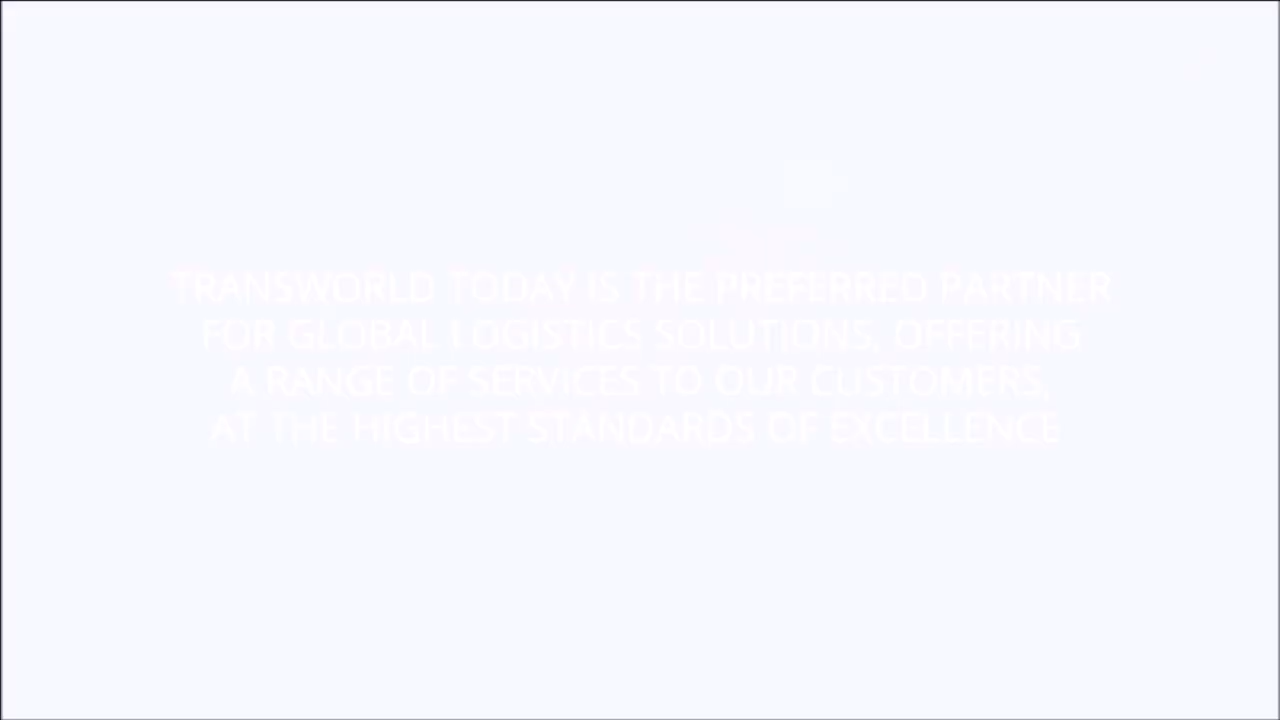 TRANSWORLD TODAY IS THE PREFERRED PARTNER
FOR GLOBAL LOGISTICS SOLUTIONS, OFFERING
A RANGE OF SERVICES TO OUR CUSTOMERS,
AT THE HIGHEST STANDARDS OF EXCELLENCE